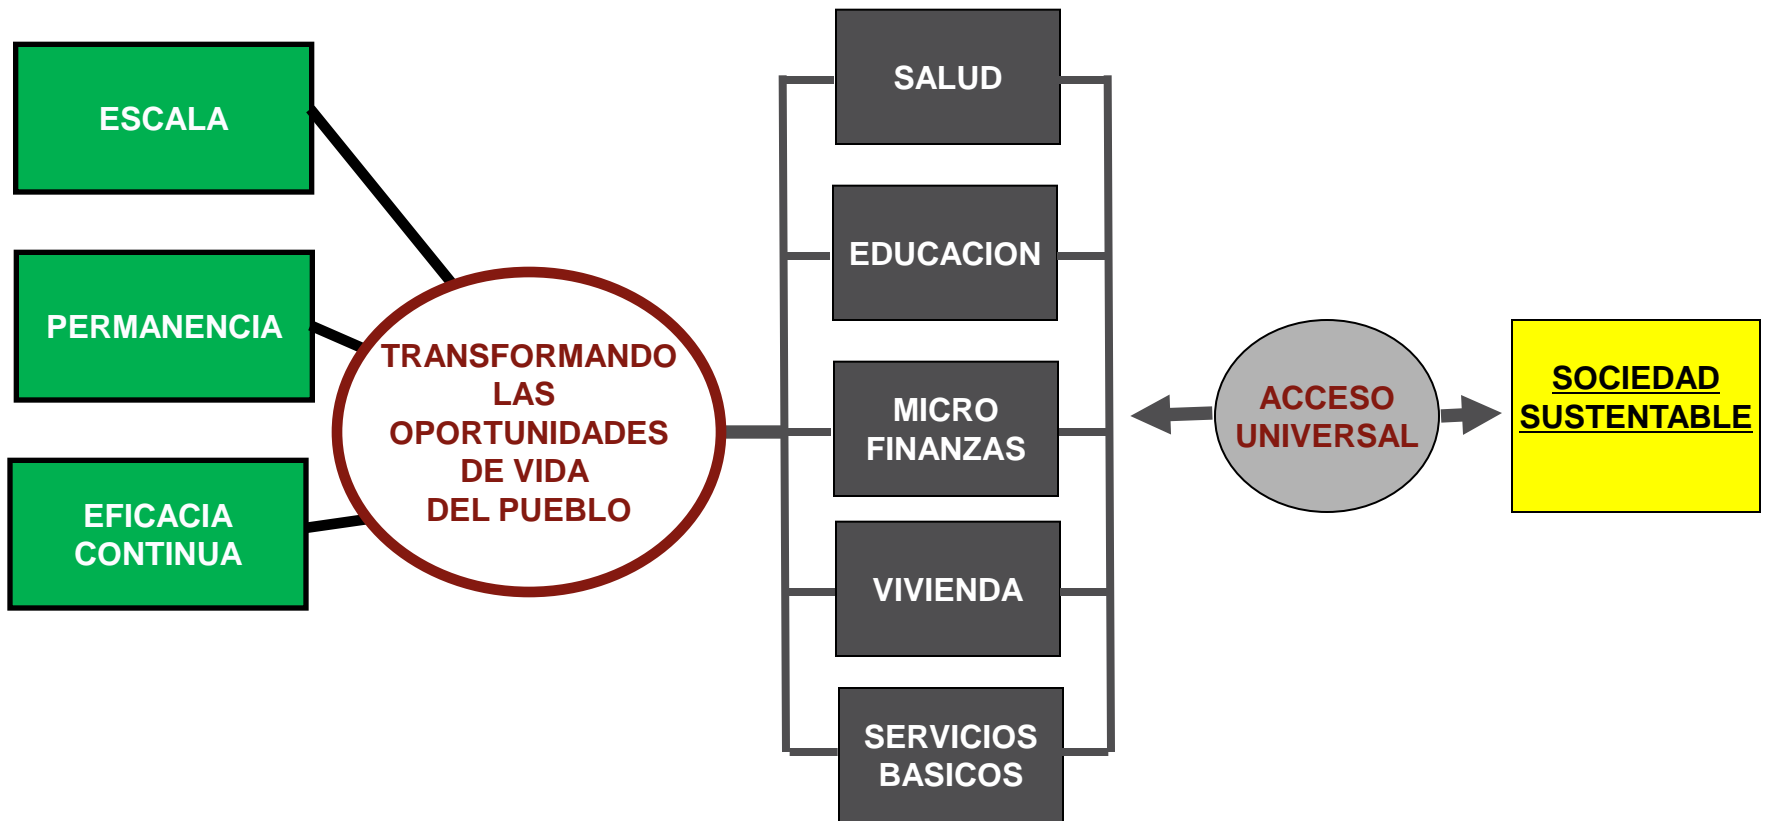 ESCALA
PERMANENCIA
EFICACIA
CONTINUA
TRANSFORMANDO
LAS
OPORTUNIDADES
DE VIDA
DEL PUEBLO
SALUD
EDUCACION
MICRO
FINANZAS
VIVIENDA
SERVICIOS
BASICOS
ACCESO
UNIVERSAL
SOCIEDAD
SUSTENTABLE